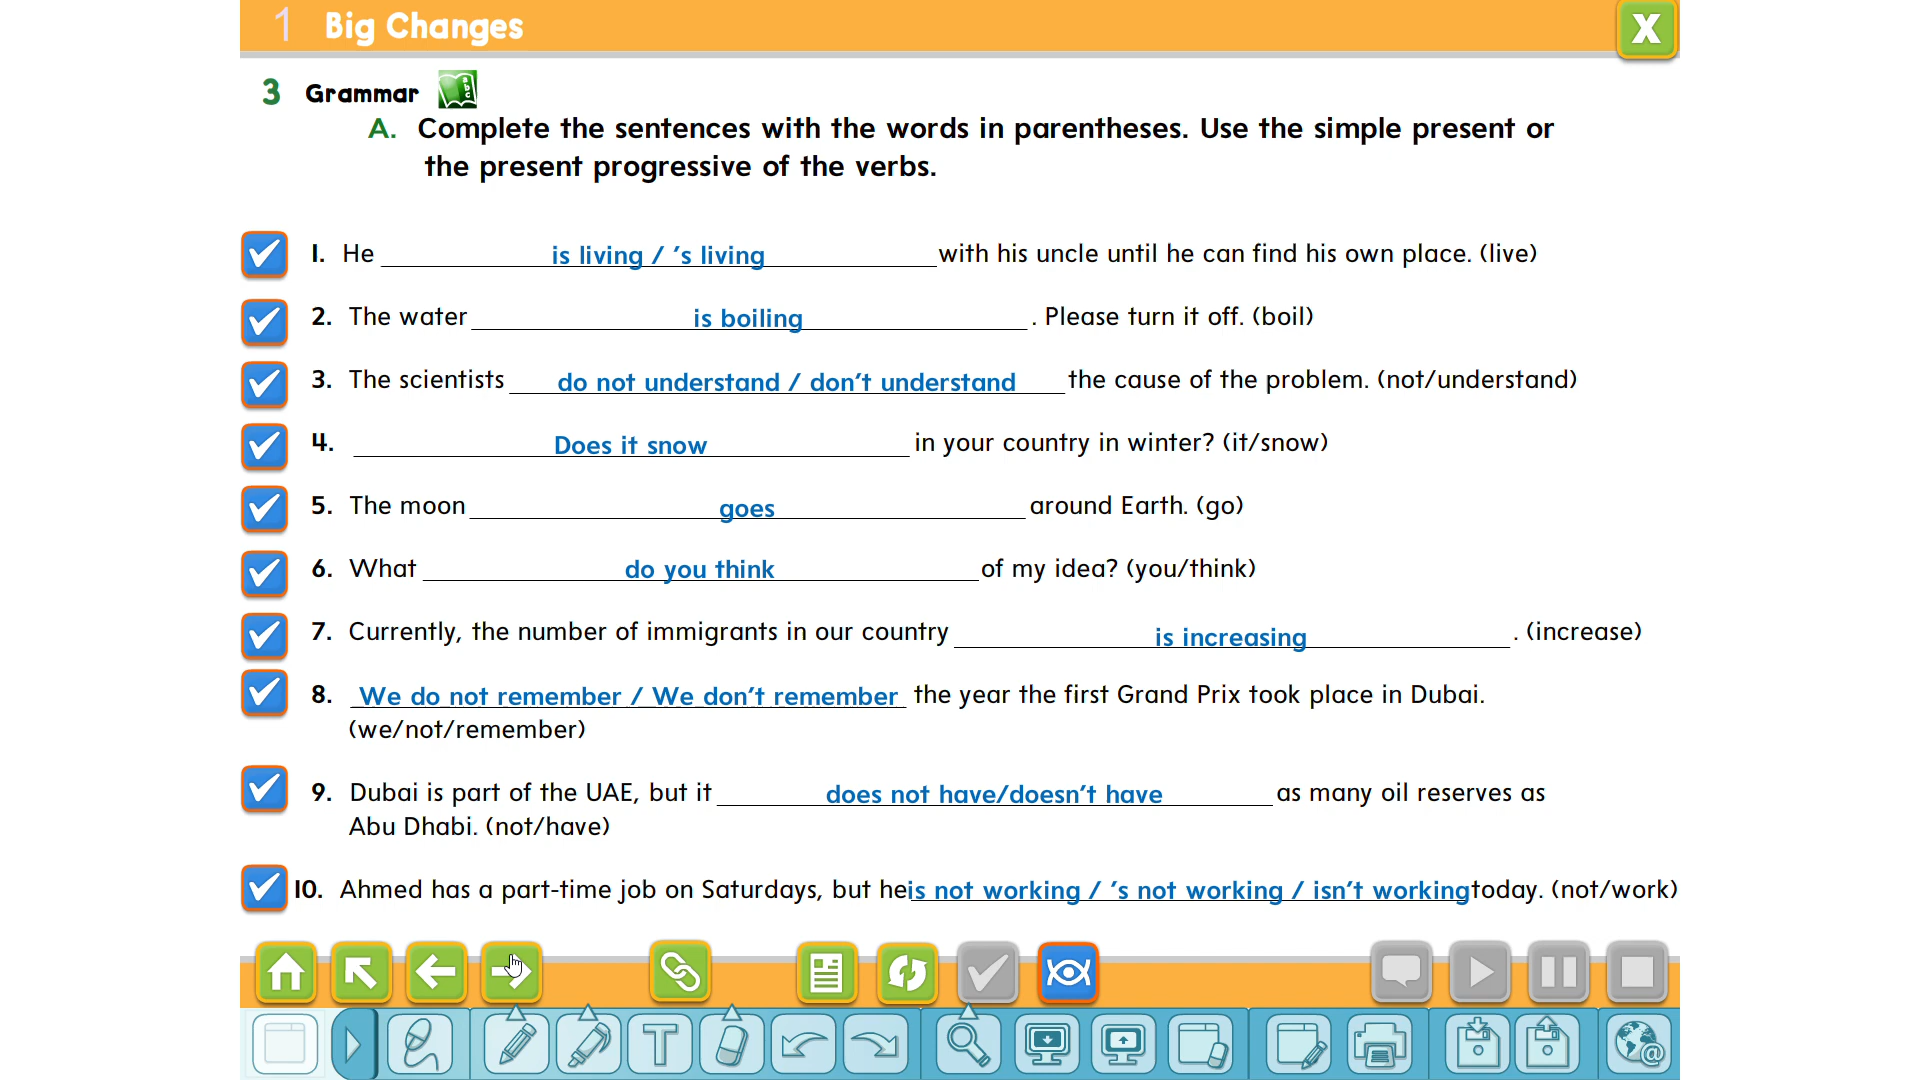 1 Big Changes
X
3 Grammar
A. Complete the sentences with the words in parentheses. Use the simple present or
the present progressive of the verbs.
1. He is living / 's living with his uncle until he can find his own place. (live)
2. The water is boiling. Please turn it off. (boil)
3. The scientists do not understand / don't understand the cause of the problem. (not/understand)
4. Does it snow in your country in winter? (it/snow)
5. The moon goes around Earth. (go)
6. What do you think of my idea? (you/think)
7. Currently, the number of immigrants in our country is increasing. (increase)
8. We do not remember / We don't remember the year the first Grand Prix took place in Dubai.
(we/not/remember)
9. Dubai is part of the UAE, but it does not have/doesn't have as many oil reserves as
Abu Dhabi. (not/have)
10. Ahmed has a part-time job on Saturdays, but he is not working / 's not working / isn't working today. (not/work)